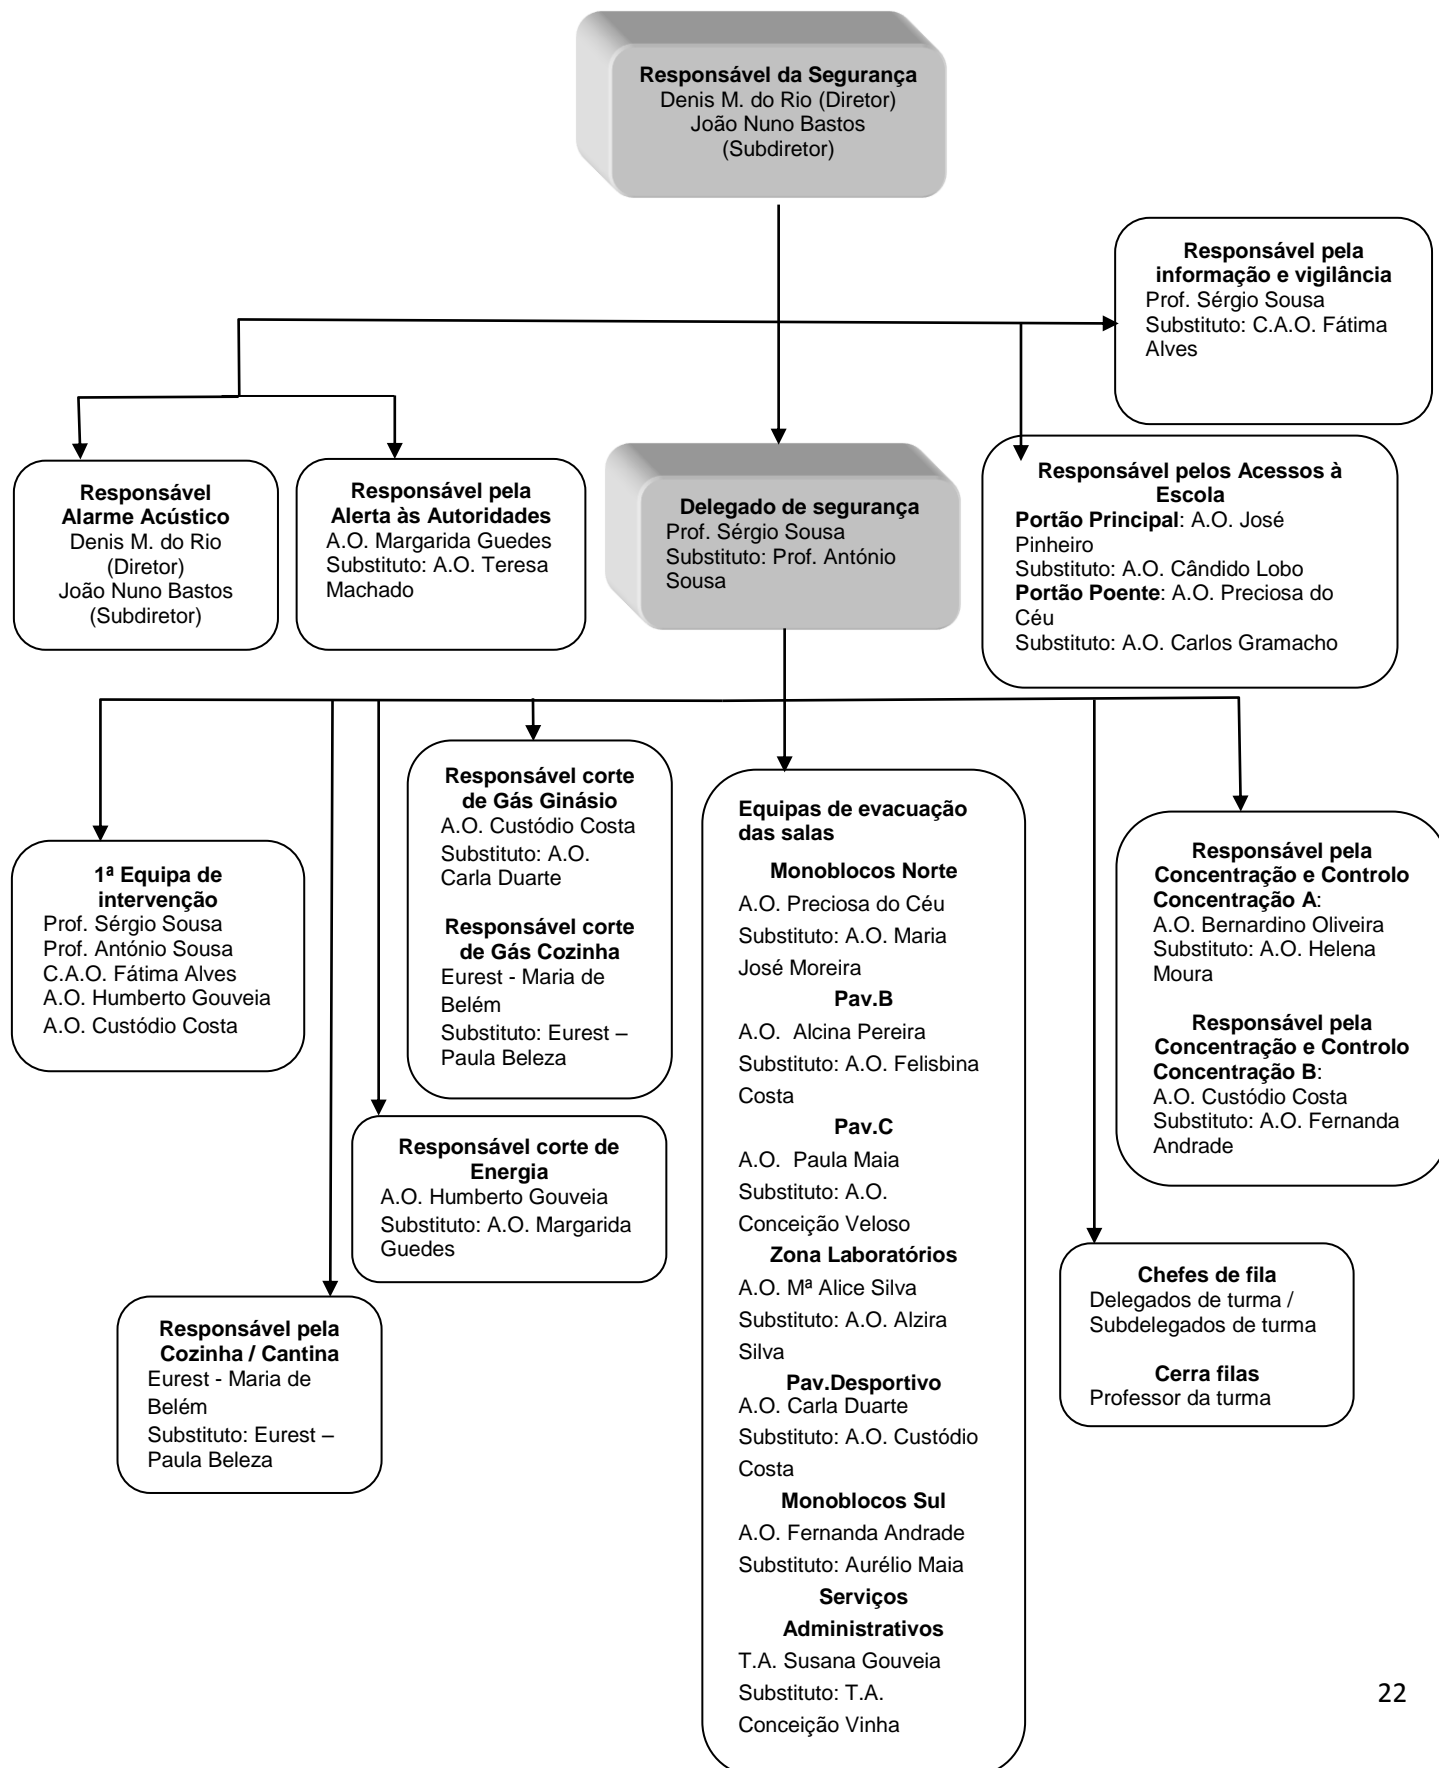 Responsável da Segurança
Denis M. do Rio (Diretor)
João Nuno Bastos
(Subdiretor)
Responsável pela
informação e vigilância
Prof. Sérgio Sousa
Substituto: C.A.O. Fátima
Alves
Responsável
Alarme Acústico
Denis M. do Rio
(Diretor)
João Nuno Bastos
(Subdiretor)
Responsável pela
Alerta às Autoridades
A.O. Margarida Guedes
Substituto: A.O. Teresa
Machado
Delegado de segurança
Prof. Sérgio Sousa
Substituto: Prof. António
Sousa
Responsável pelos Acessos à
Escola
Portão Principal: A.O. José
Pinheiro
Substituto: A.O. Cândido Lobo
Portão Poente: A.O. Preciosa do
Céu
Substituto: A.O. Carlos Gramacho
1ª Equipa de
intervenção
Prof. Sérgio Sousa
Prof. António Sousa
C.A.O. Fátima Alves
A.O. Humberto Gouveia
A.O. Custódio Costa
Responsável corte
de Gás Ginásio
A.O. Custódio Costa
Substituto: A.O.
Carla Duarte
Responsável corte
de Gás Cozinha
Eurest - Maria de
Belém
Substituto: Eurest –
Paula Beleza
Responsável corte de
Energia
A.O. Humberto Gouveia
Substituto: A.O. Margarida
Guedes
Responsável pela
Cozinha / Cantina
Eurest - Maria de
Belém
Substituto: Eurest –
Paula Beleza
Equipas de evacuação
das salas
Monoblocos Norte
A.O. Preciosa do Céu
Substituto: A.O. Maria
José Moreira
Pav.B
A.O. Alcina Pereira
Substituto: A.O. Felisbina
Costa
Pav.C
A.O. Paula Maia
Substituto: A.O.
Conceição Veloso
Zona Laboratórios
A.O. Mª Alice Silva
Substituto: A.O. Alzira
Silva
Pav.Desportivo
A.O. Carla Duarte
Substituto: A.O. Custódio
Costa
Monoblocos Sul
A.O. Fernanda Andrade
Substituto: Aurélio Maia
Serviços
Administrativos
T.A. Susana Gouveia
Substituto: T.A.
Conceição Vinha
Responsável pela
Concentração e Controlo
Concentração A:
A.O. Bernardino Oliveira
Substituto: A.O. Helena
Moura
Responsável pela
Concentração e Controlo
Concentração B:
A.O. Custódio Costa
Substituto: A.O. Fernanda
Andrade
Chefes de fila
Delegados de turma /
Subdelegados de turma
Cerra filas
Professor da turma
22